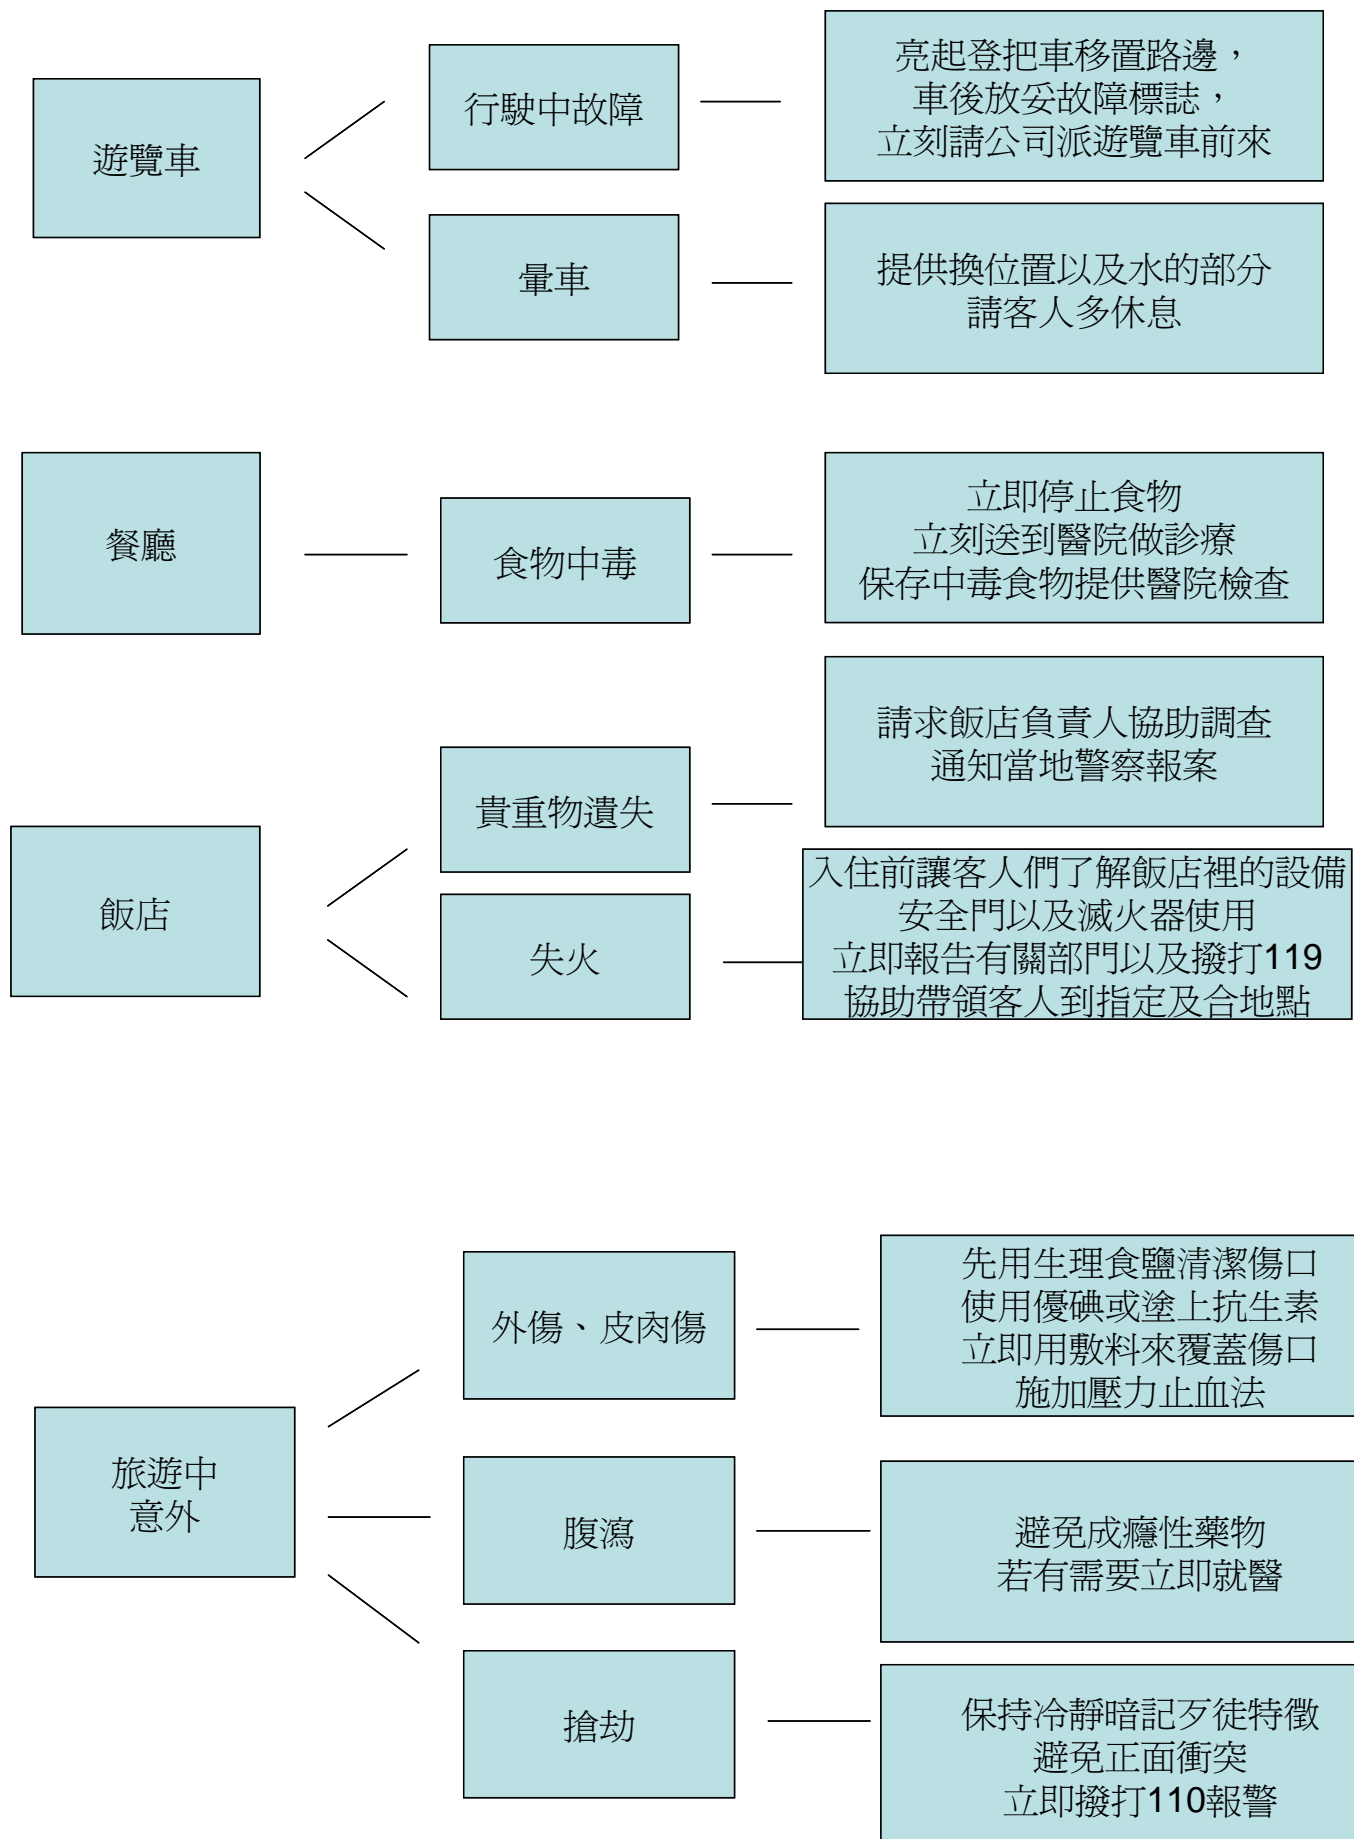 遊覽車
行駛中故障
亮起登把車移置路邊，
車後放妥故障標誌，
立刻請公司派遊覽車前來
暈車
提供換位置以及水的部分
請客人多休息
餐廳
食物中毒
立即停止食物
立刻送到醫院做診療
保存中毒食物提供醫院檢查
飯店
貴重物遺失
請求飯店負責人協助調查
通知當地警察報案
失火
入住前讓客人們了解飯店裡的設備
安全門以及滅火器使用
立即報告有關部門以及撥打119
協助帶領客人到指定及合地點
旅遊中
意外
外傷、皮肉傷
先用生理食鹽清潔傷口
使用優碘或塗上抗生素
立即用敷料來覆蓋傷口
施加壓力止血法
腹瀉
避免成癮性藥物
若有需要立即就醫
搶劫
保持冷靜暗記歹徒特徵
避免正面衝突
立即撥打110報警